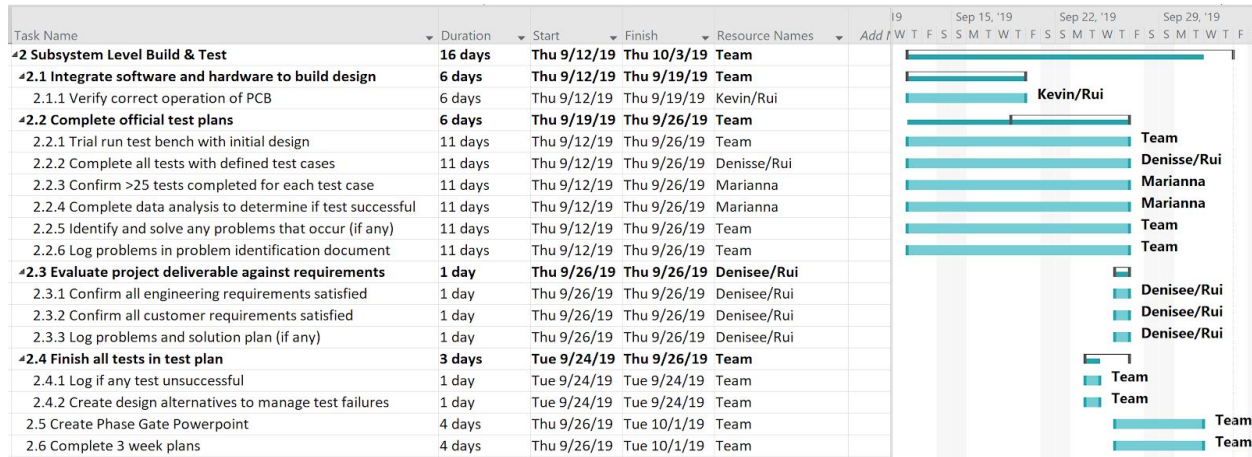 19 Sep 15, '19 Sep 22, '19 Sep 29, '19
Task Name Duration Start Finish Resource Names Add W T F S S M T W T F S S M T W T F S S M T W T F
2 Subsystem Level Build & Test 16 days Thu 9/12/19 Thu 10/3/19 Team
2.1 Integrate software and hardware to build design 6 days Thu 9/12/19 Thu 9/19/19 Team
2.1.1 Verify correct operation of PCB 6 days Thu 9/12/19 Thu 9/19/19 Kevin/Rui Kevin/Rui
2.2 Complete official test plans 6 days Thu 9/19/19 Thu 9/26/19 Team
2.2.1 Trial run test bench with initial design 11 days Thu 9/12/19 Thu 9/26/19 Team Team
2.2.2 Complete all tests with defined test cases 11 days Thu 9/12/19 Thu 9/26/19 Denisse/Rui Denisse/Rui
2.2.3 Confirm >25 tests completed for each test case 11 days Thu 9/12/19 Thu 9/26/19 Marianna Marianna
2.2.4 Complete data analysis to determine if test successful 11 days Thu 9/12/19 Thu 9/26/19 Marianna Marianna
2.2.5 Identify and solve any problems that occur (if any) 11 days Thu 9/12/19 Thu 9/26/19 Team Team
2.2.6 Log problems in problem identification document 11 days Thu 9/12/19 Thu 9/26/19 Team Team
2.3 Evaluate project deliverable against requirements 1 day Thu 9/26/19 Thu 9/26/19 Denisee/Rui
2.3.1 Confirm all engineering requirements satisfied 1 day Thu 9/26/19 Thu 9/26/19 Denisee/Rui Denisee/Rui
2.3.2 Confirm all customer requirements satisfied 1 day Thu 9/26/19 Thu 9/26/19 Denisee/Rui Denisee/Rui
2.3.3 Log problems and solution plan (if any) 1 day Thu 9/26/19 Thu 9/26/19 Denisee/Rui Denisee/Rui
2.4 Finish all tests in test plan 3 days Tue 9/24/19 Thu 9/26/19 Team
2.4.1 Log if any test unsuccessful 1 day Tue 9/24/19 Tue 9/24/19 Team Team
2.4.2 Create design alternatives to manage test failures 1 day Tue 9/24/19 Tue 9/24/19 Team Team
2.5 Create Phase Gate Powerpoint 4 days Thu 9/26/19 Tue 10/1/19 Team Team
2.6 Complete 3 week plans 4 days Thu 9/26/19 Tue 10/1/19 Team Team